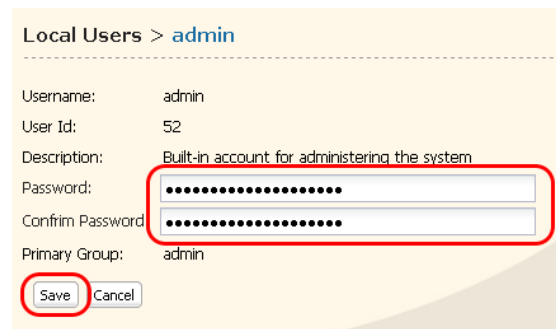 Local Users > admin
Username: admin
User Id: 52
Description: Built-in account for administering the system
Password: ••••••••••••••••••••
Confrim Password ••••••••••••••••••••
Primary Group: admin
Save Cancel